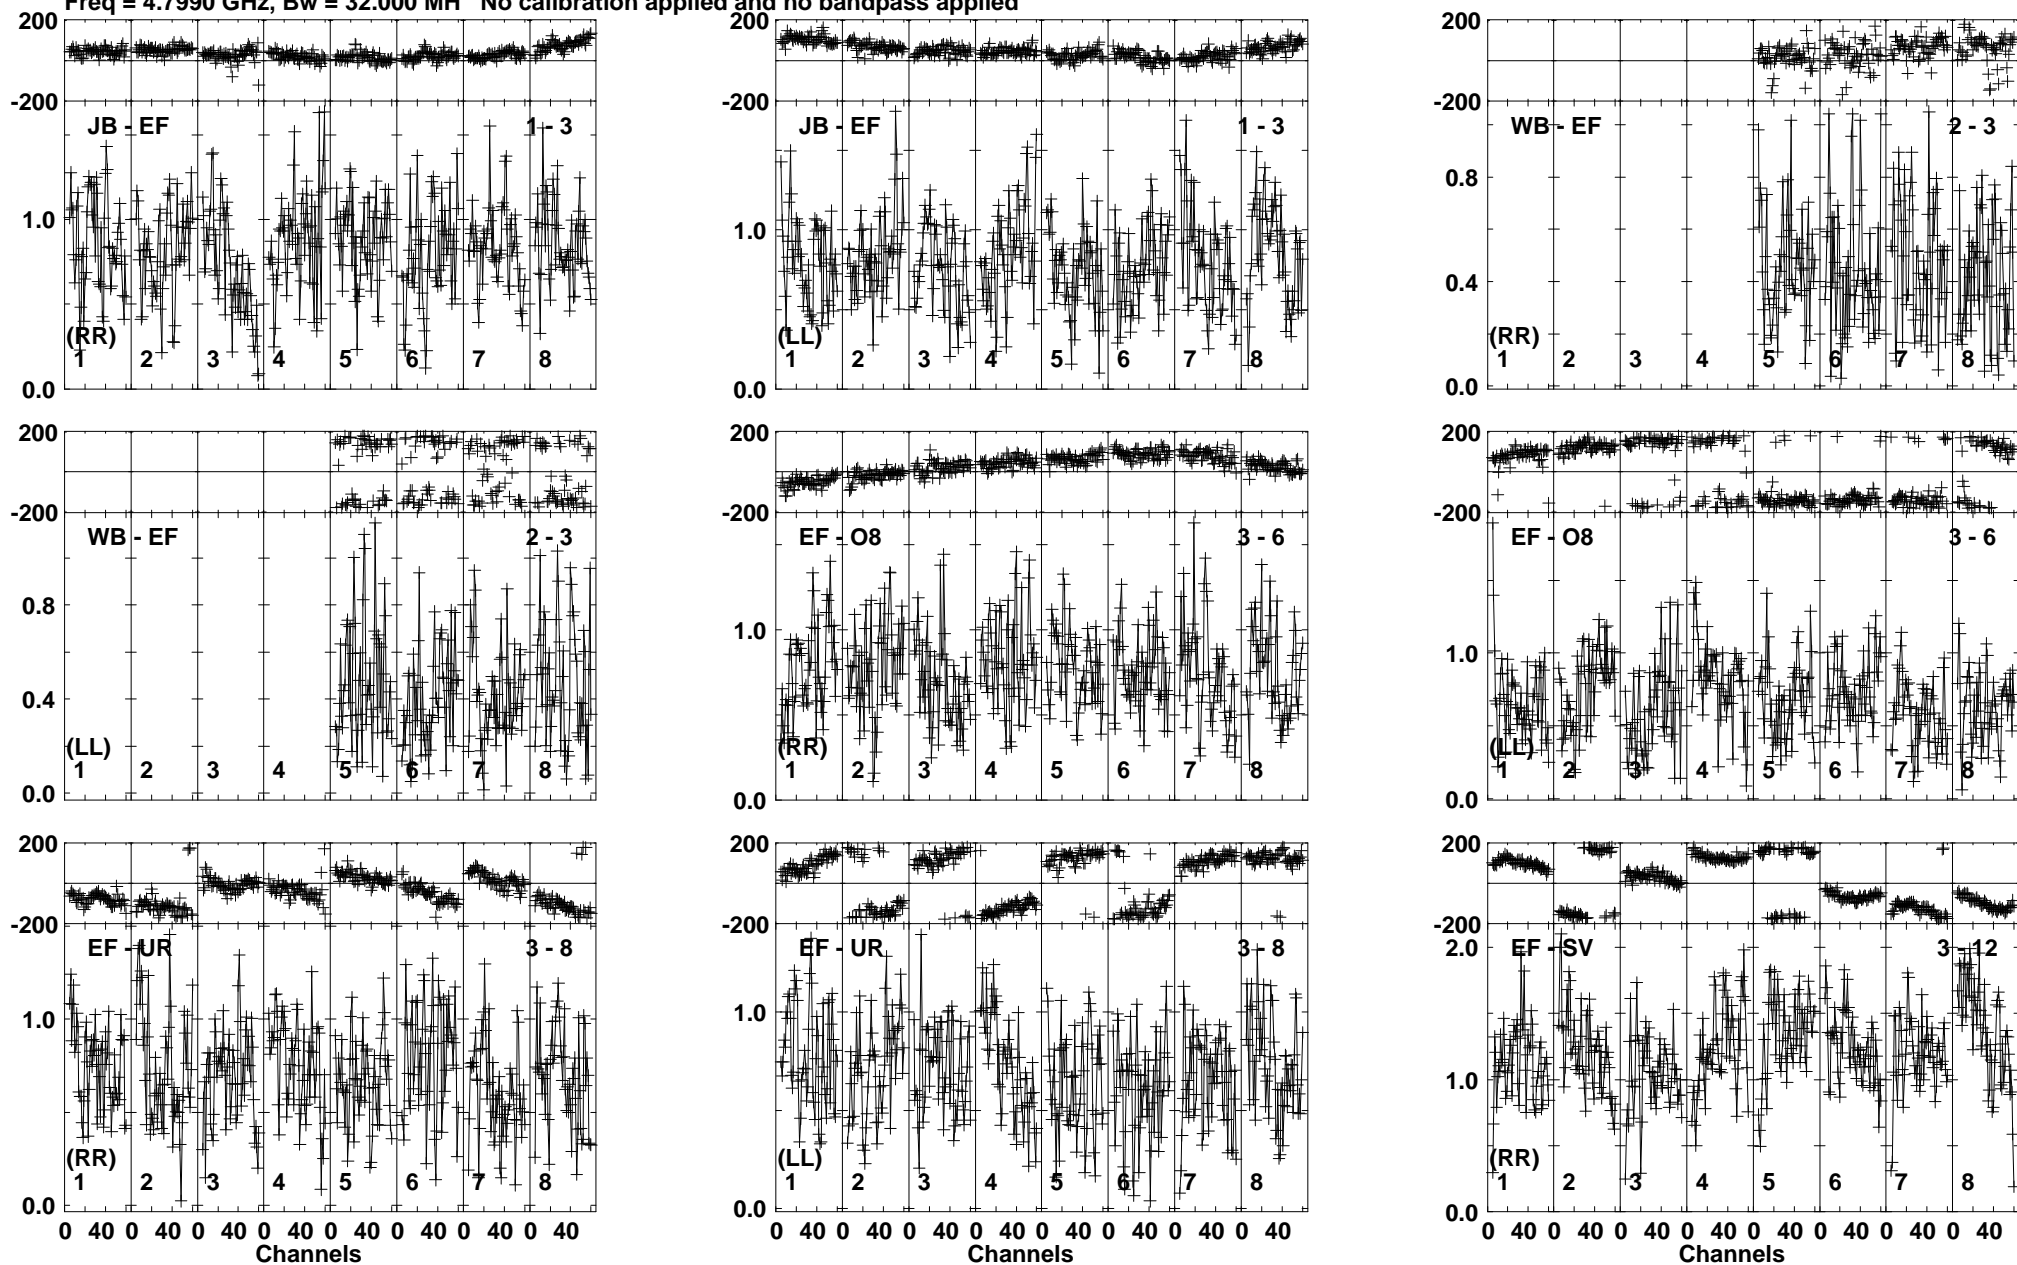 Freq = 4.7990 GHz, Bw = 32.000 MH No calibration applied and no bandpass applied
200 200 200
-200 -200 -200
JB - EF 1 - 3 JB - EF 1 - 3 WB - EF 2 - 3
0.8
1.0 1.0
0.4
(RR) (LL) (RR)
1 2 3 4 5 6 7 8 1 2 3 4 5 6 7 8 1 2 3 4 5 6 7 8
0.0 0.0 0.0
200 200 200
-200 -200 -200
WB - EF 2 - 3 EF - O8 3 - 6 EF - O8 3 - 6
0.8 1.0 1.0
0.4
(LL) (RR) (LL)
1 2 3 4 5 6 7 8 1 2 3 4 5 6 7 8 1 2 3 4 5 6 7 8
0.0 0.0 0.0
200 200 200
-200 -200 -200
EF - UR 3 - 8 EF - UR 3 - 8 EF - SV 3 - 12
2.0
1.0 1.0 1.0
(RR) (LL) (RR)
1 2 3 4 5 6 7 8 1 2 3 4 5 6 7 8 1 2 3 4 5 6 7 8
0.0 0.0 0.0
0 40 0 40 0 40 0 40 0 40 0 40 0 40 0 40 0 40 0 40 0 40 0 40 0 40 0 40 0 40 0 40 0 40 0 40 0 40 0 40 0 40 0 40 0 40 0 40
Channels Channels Channels